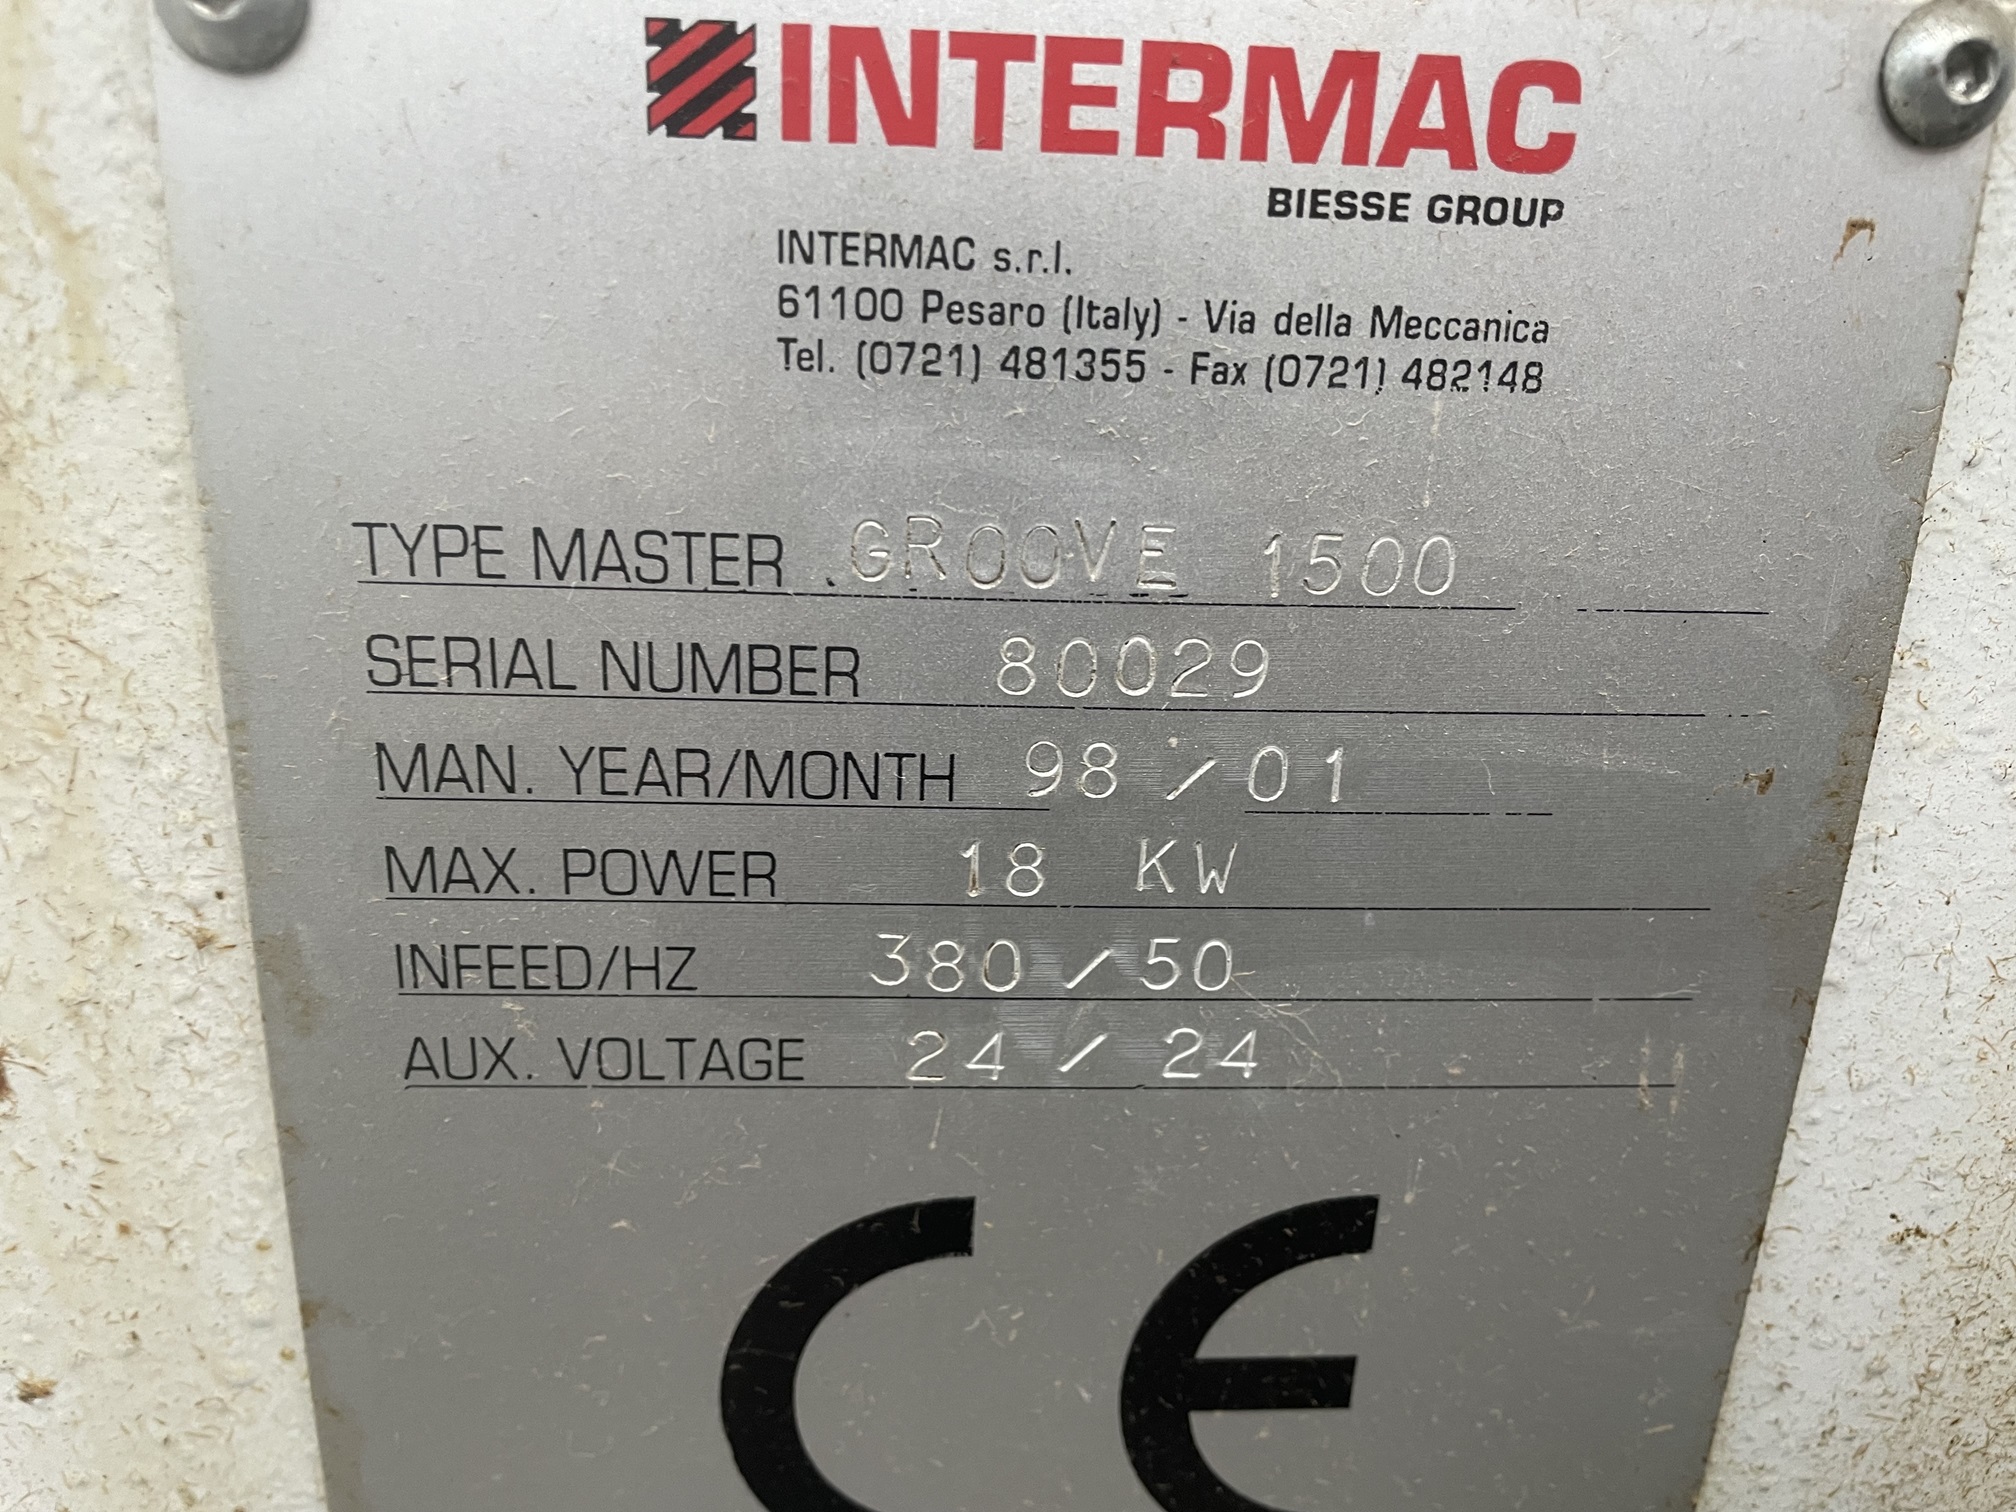 INTERMAC
BIESSE GROUP
INTERMAC s.r.l.
61100 Pesaro (Italy) - Via della Meccanica
Tel. (0721) 481355 - Fax (0721) 482148
TYPE MASTER . GROOVE 1500
SERIAL NUMBER 80029
MAN. YEAR/MONTH 98 / 01
MAX. POWER 18 KW
INFEED/HZ 380 / 50
AUX. VOLTAGE 24 / 24
CE